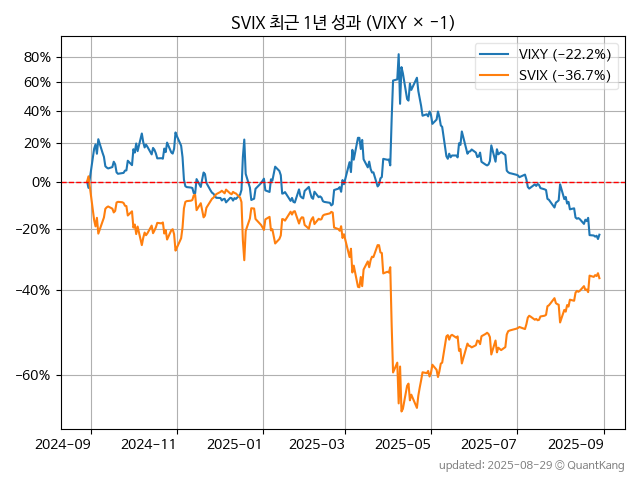 SVIX 최근 1년 성과 (VIXY × −1)
VIXY (−22.2%)
SVIX (−36.7%)
80%
60%
40%
20%
0%
−20%
−40%
−60%
2024-09 2024-11 2025-01 2025-03 2025-05 2025-07 2025-09
updated: 2025-08-29 © QuantKang